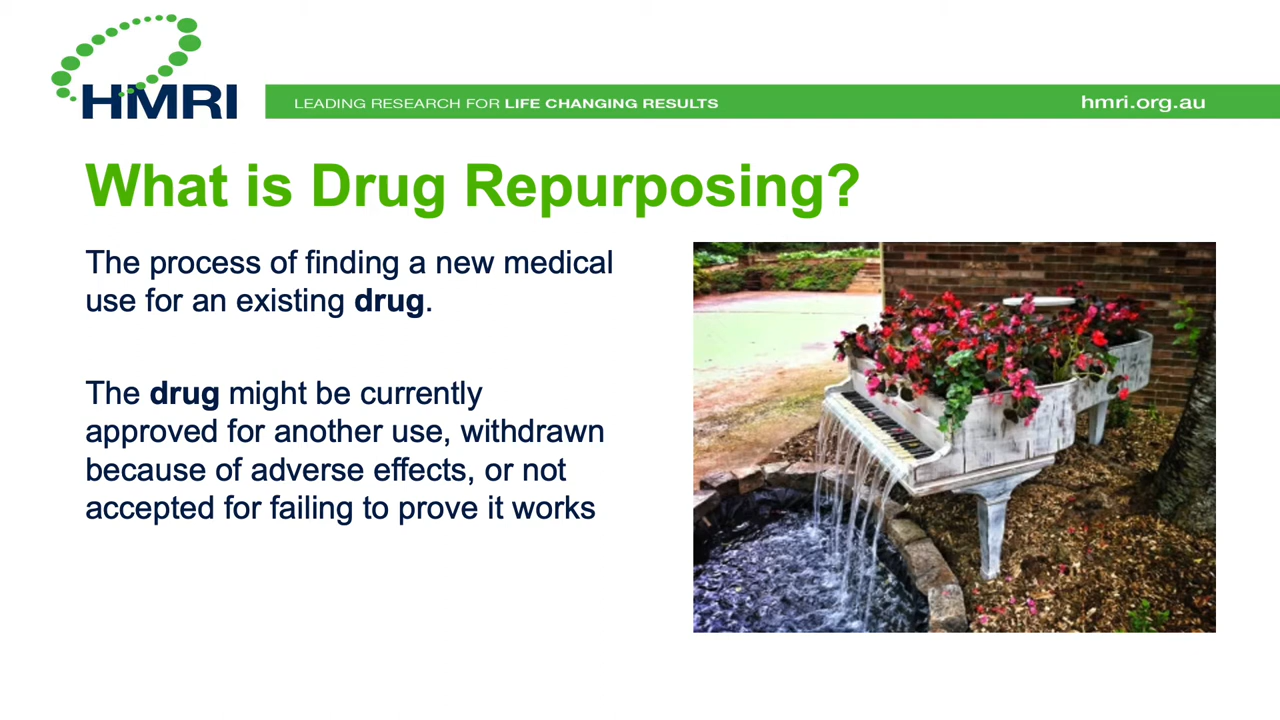 HMRI
LEADING RESEARCH FOR LIFE CHANGING RESULTS
hmri.org.au
What is Drug Repurposing?
The process of finding a new medical
use for an existing drug.
The drug might be currently
approved for another use, withdrawn
because of adverse effects, or not
accepted for failing to prove it works